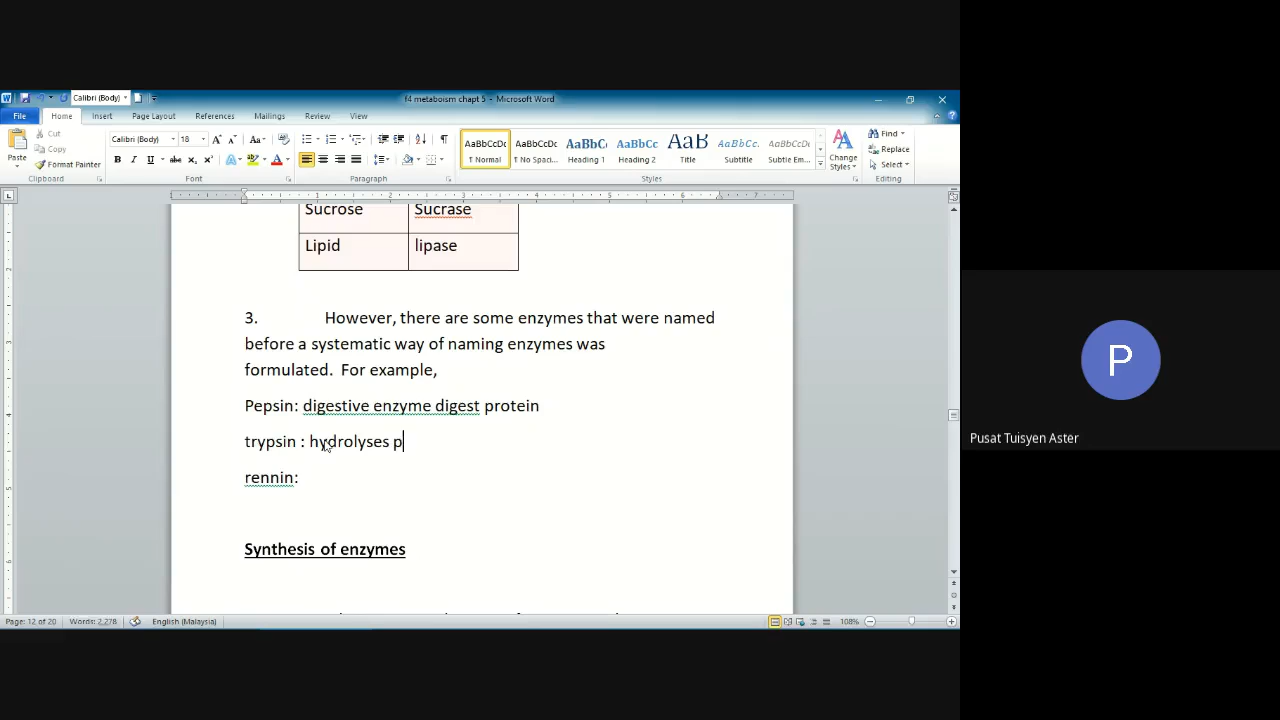 Calibri (Body)
f4 metaboism chapt 5 - Microsoft Word
File Home Insert Page Layout References Mailings Review View
Paste
Cut
Copy
Format Painter
Clipboard
Calibri (Body) 18
Font
Paragraph
AaBbCcDc AaBbCcDc AaBbC AaBbCc AaB AaBbCc. AaBbCcDc
¶ Normal ¶ No Spac... Heading 1 Heading 2 Title Subtitle Subtle Em...
Styles
Change Styles
Find
Replace
Select
Editing
Sucrose Sucrase
Lipid lipase
3. However, there are some enzymes that were named
before a systematic way of naming enzymes was
formulated. For example,
Pepsin: digestive enzyme digest protein
trypsin : hydrolyses p
rennin:
Synthesis of enzymes
Page: 12 of 20 Words: 2,278 English (Malaysia) 108%
P
Pusat Tuisyen Aster